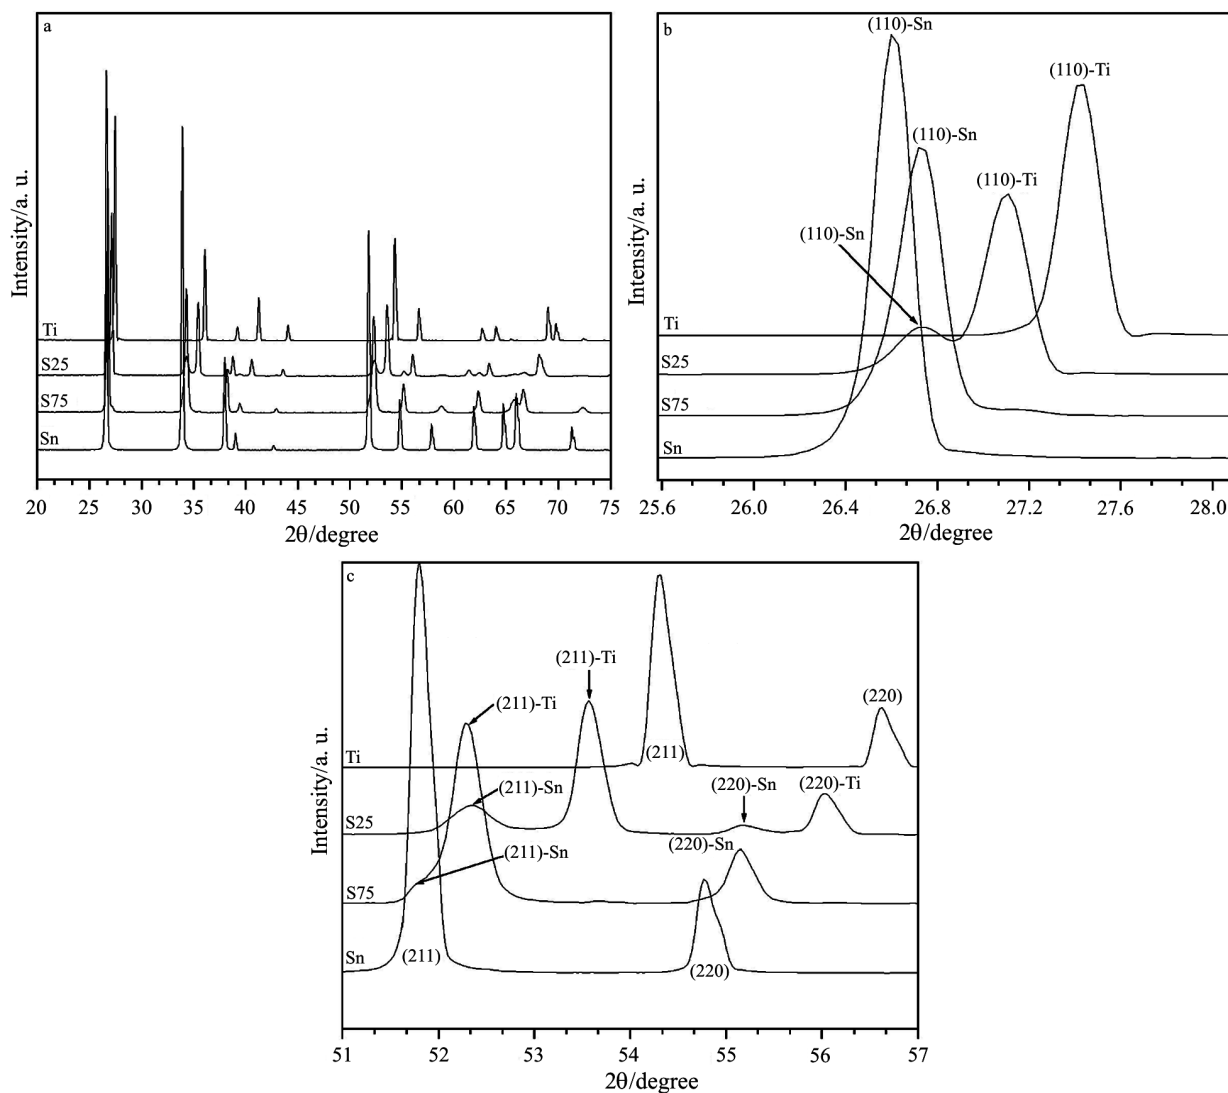 a
Intensity/a. u.
Ti
S25
S75
Sn
20 25 30 35 40 45 50 55 60 65 70 75
2θ/degree
b
(110)-Sn
(110)-Ti
(110)-Sn
(110)-Ti
(110)-Sn
Intensity/a. u.
Ti
S25
S75
Sn
25.6 26.0 26.4 26.8 27.2 27.6 28.0
2θ/degree
c
(211)-Ti
(211)-Ti
(220)
(211)
Ti
(211)-Sn
(220)-Sn
(220)-Ti
S25
(211)-Sn
(220)-Sn
S75
Intensity/a. u.
Sn
(211)
(220)
51 52 53 54 55 56 57
2θ/degree